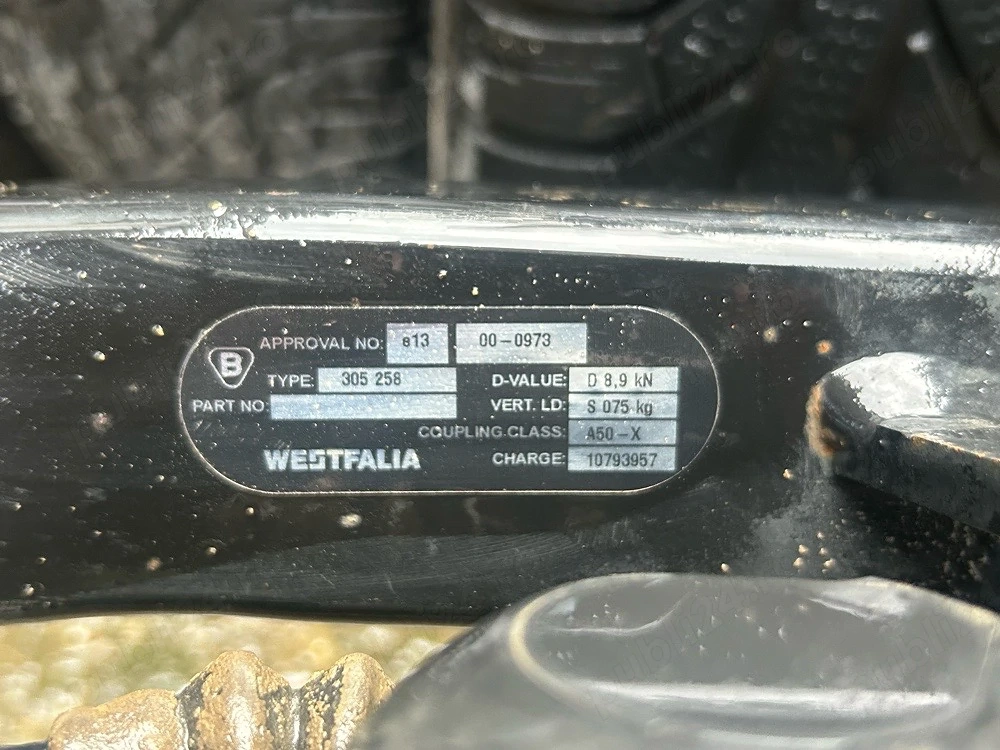 B
APPROVAL NO: e13 00-0973
TYPE: 305 258
D-VALUE: D 8,9 kN
PART NO
VERT. LD: S 075 kg
COUPLING CLASS: A50-X
WESTFALIA
CHARGE: 10793957